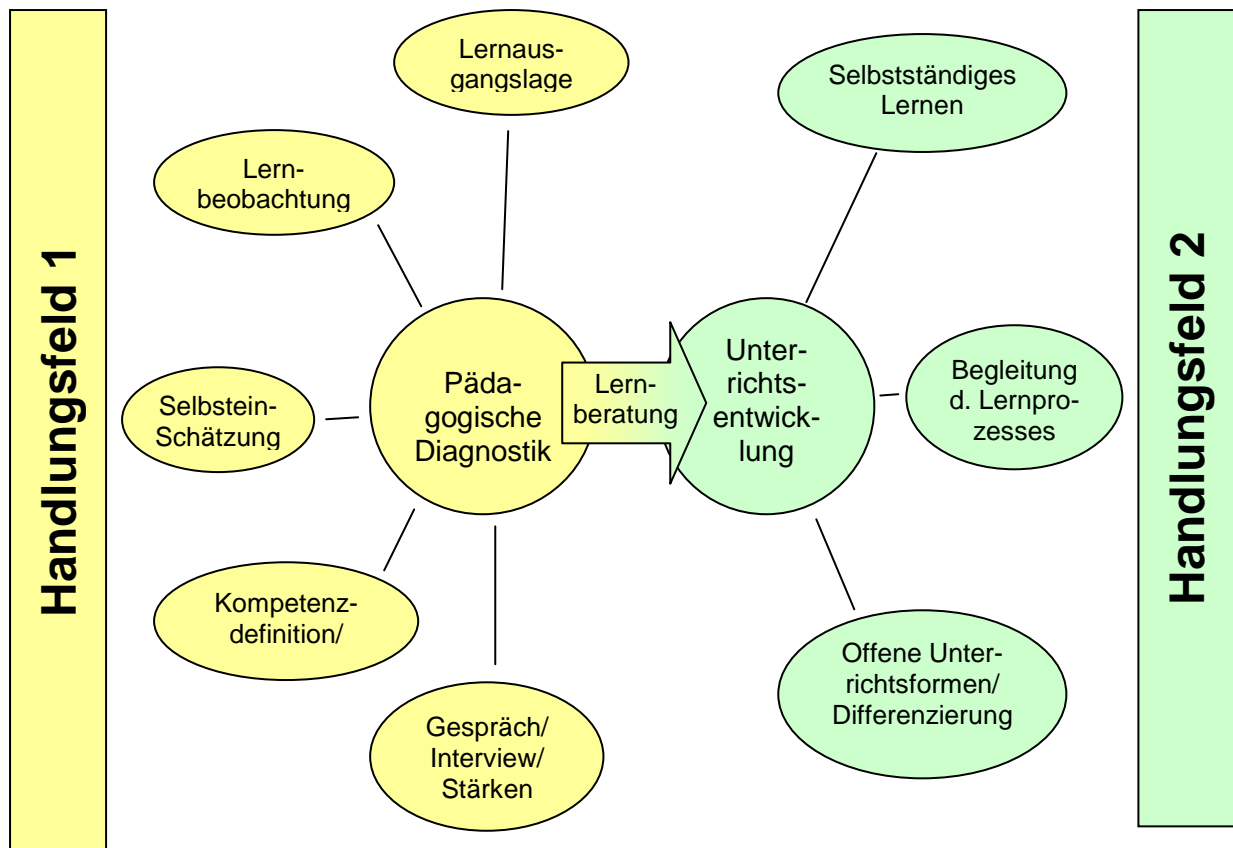 Handlungsfeld 1
Lernaus-
gangslage
Lern-
beobachtung
Selbstein-
Schätzung
Kompetenz-
definition/
Gespräch/
Interview/
Stärken
Päda-
gogische
Diagnostik
Lern-
beratung
Unter-
richts-
entwick-
lung
Selbstständiges
Lernen
Begleitung
d. Lernpro-
zesses
Offene Unter-
richtsformen/
Differenzierung
Handlungsfeld 2